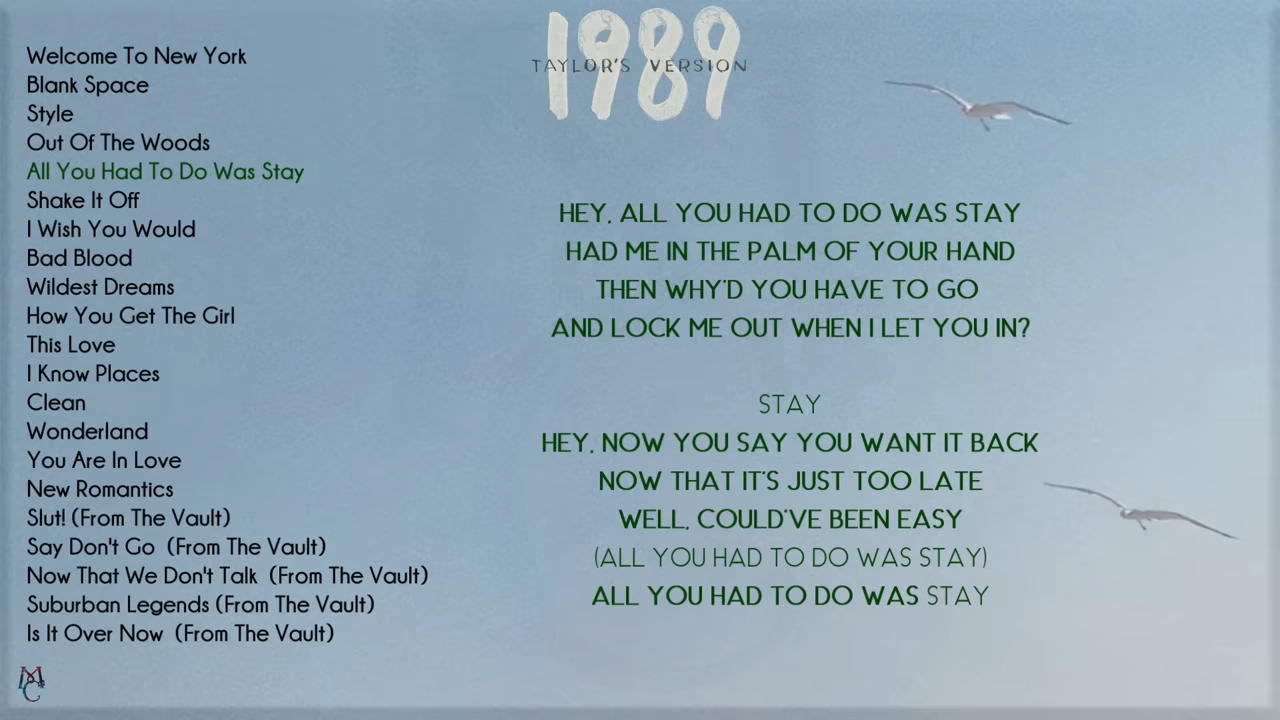 1989
TAYLOR'S VERSION
Welcome To New York
Blank Space
Style
Out Of The Woods
All You Had To Do Was Stay
Shake It Off
I Wish You Would
Bad Blood
Wildest Dreams
How You Get The Girl
This Love
I Know Places
Clean
Wonderland
You Are In Love
New Romantics
Slut! (From The Vault)
Say Don't Go (From The Vault)
Now That We Don't Talk (From The Vault)
Suburban Legends (From The Vault)
Is It Over Now (From The Vault)
HEY, ALL YOU HAD TO DO WAS STAY
HAD ME IN THE PALM OF YOUR HAND
THEN WHY'D YOU HAVE TO GO
AND LOCK ME OUT WHEN I LET YOU IN?
STAY
HEY, NOW YOU SAY YOU WANT IT BACK
NOW THAT IT'S JUST TOO LATE
WELL, COULD'VE BEEN EASY
(ALL YOU HAD TO DO WAS STAY)
ALL YOU HAD TO DO WAS STAY
MC